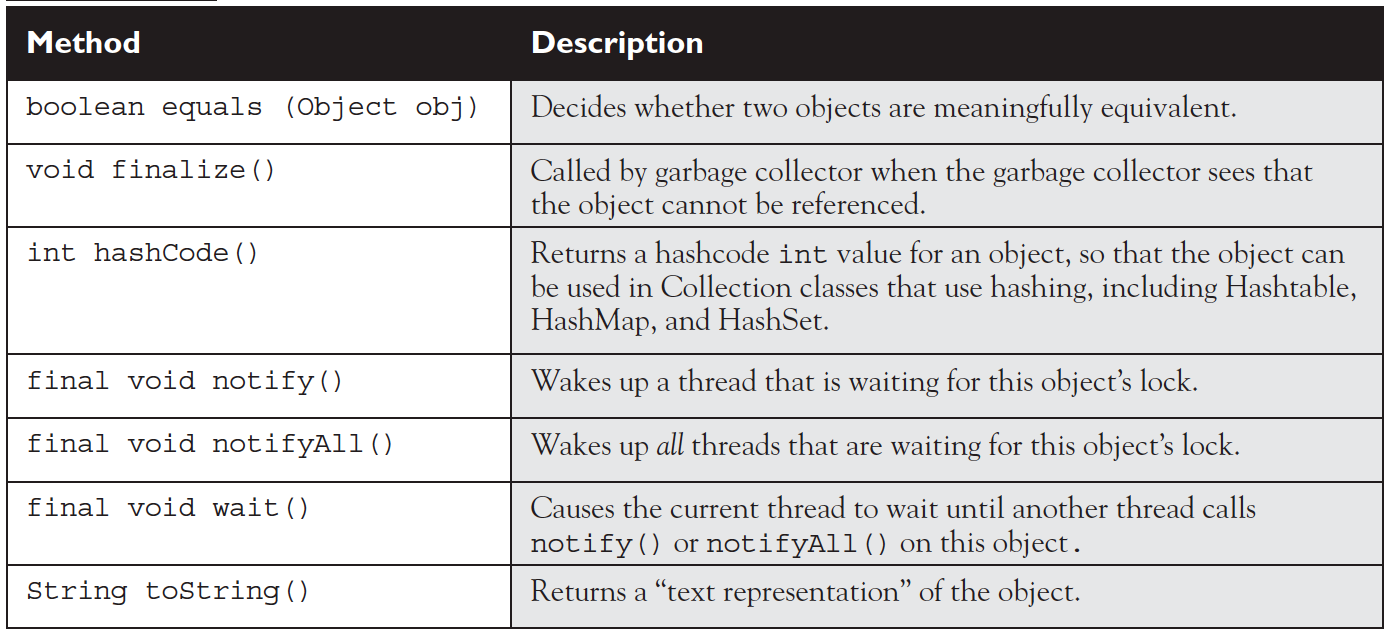 Method Description
boolean equals (Object obj) Decides whether two objects are meaningfully equivalent.
void finalize() Called by garbage collector when the garbage collector sees that
the object cannot be referenced.
int hashCode() Returns a hashcode int value for an object, so that the object can
be used in Collection classes that use hashing, including Hashtable,
HashMap, and HashSet.
final void notify() Wakes up a thread that is waiting for this object’s lock.
final void notifyAll() Wakes up all threads that are waiting for this object’s lock.
final void wait() Causes the current thread to wait until another thread calls
notify() or notifyAll() on this object.
String toString() Returns a “text representation” of the object.